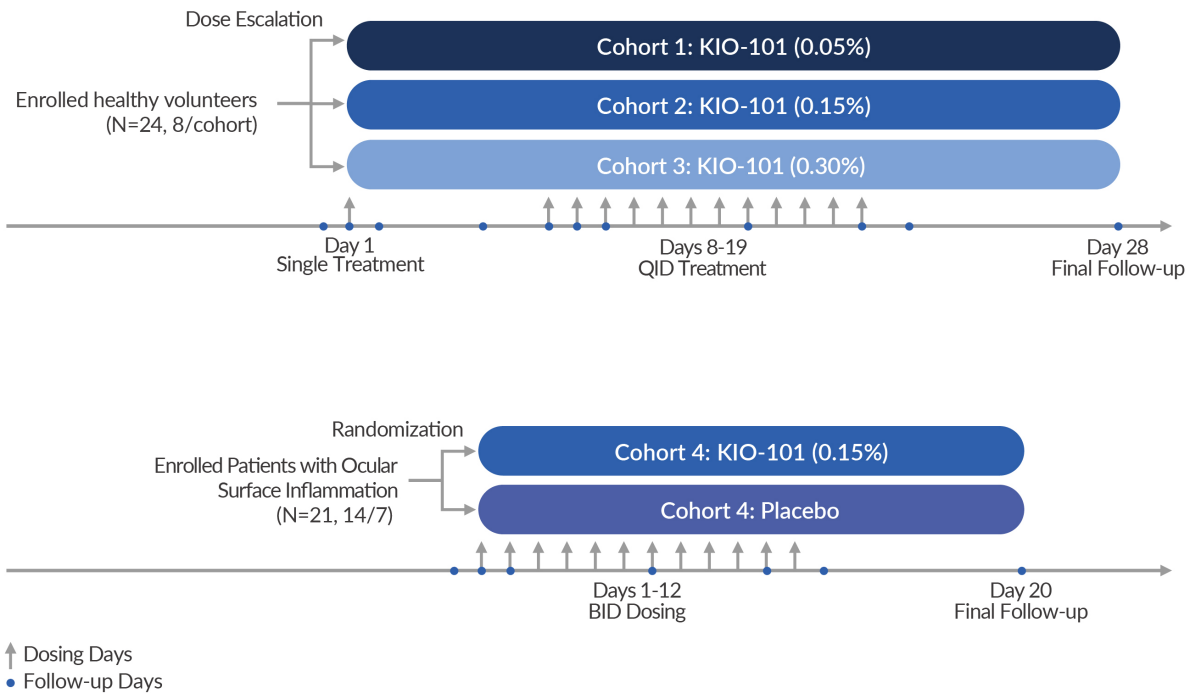 Dose Escalation
Cohort 1: KIO-101 (0.05%)
Enrolled healthy volunteers
(N=24, 8/cohort)
Cohort 2: KIO-101 (0.15%)
Cohort 3: KIO-101 (0.30%)
Day 1
Single Treatment
Days 8-19
QID Treatment
Day 28
Final Follow-up
Randomization
Enrolled Patients with Ocular
Surface Inflammation
(N=21, 14/7)
Cohort 4: KIO-101 (0.15%)
Cohort 4: Placebo
Days 1-12
BID Dosing
Day 20
Final Follow-up
Dosing Days
Follow-up Days